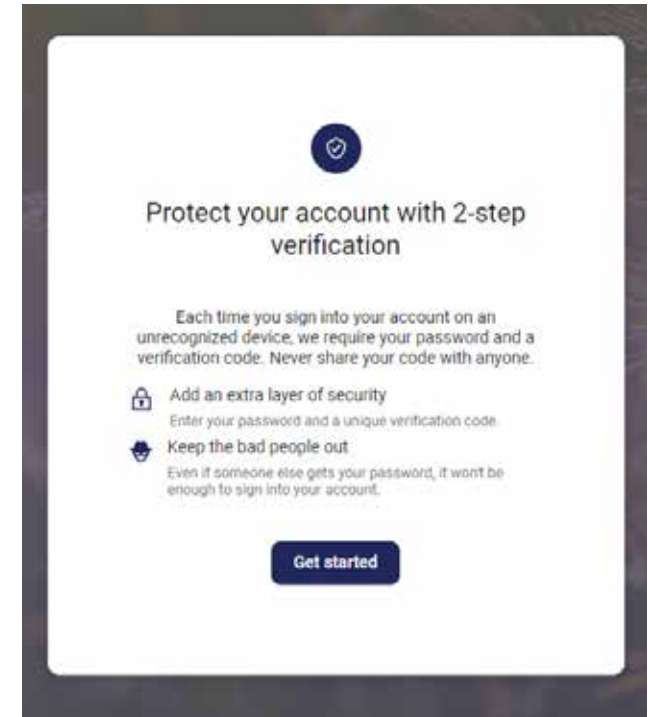 Protect your account with 2-step
verification
Each time you sign into your account on an
unrecognized device, we require your password and a
verification code. Never share your code with anyone.
Add an extra layer of security
Enter your password and a unique verification code.
Keep the bad people out
Even if someone else gets your password, it won't be
enough to sign into your account.
Get started